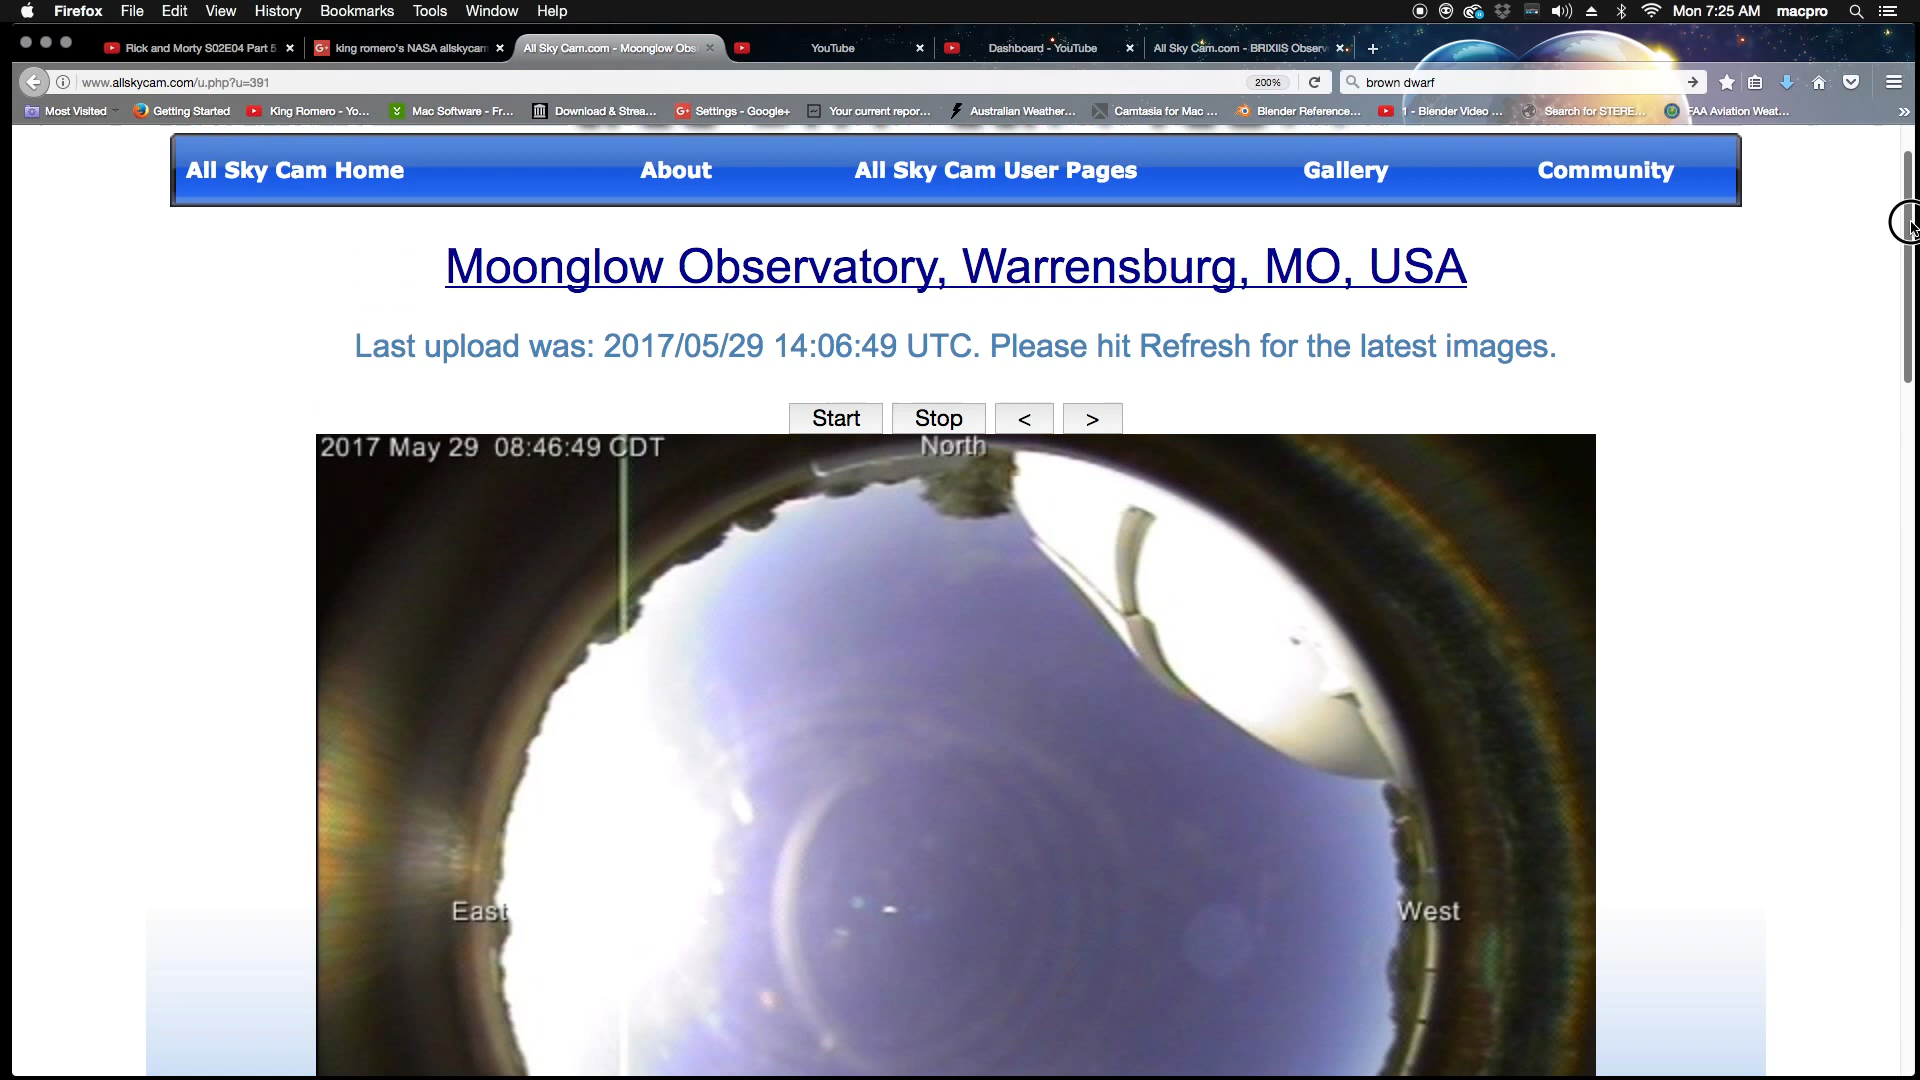 Firefox File Edit View History Bookmarks Tools Window Help Mon 7:25 AM macpro
Rick and Morty S02E04 Part 5 king romero's NASA allskycam All Sky Cam.com - Moonglow Obs YouTube Dashboard - YouTube All Sky Cam.com - BRIXIIS Observ
www.allskycam.com/u.php?u=391 200% brown dwarf
Most Visited Getting Started King Romero - Yo... Mac Software - Fr... Download & Strea... Settings - Google+ Your current repor... Australian Weather... Camtasia for Mac ... Blender Reference... 1 - Blender Video ... Search for STERE... FAA Aviation Weat...
All Sky Cam Home About All Sky Cam User Pages Gallery Community
Moonglow Observatory, Warrensburg, MO, USA
Last upload was: 2017/05/29 14:06:49 UTC. Please hit Refresh for the latest images.
Start Stop < >
2017 May 29 08:46:49 CDT North
East West